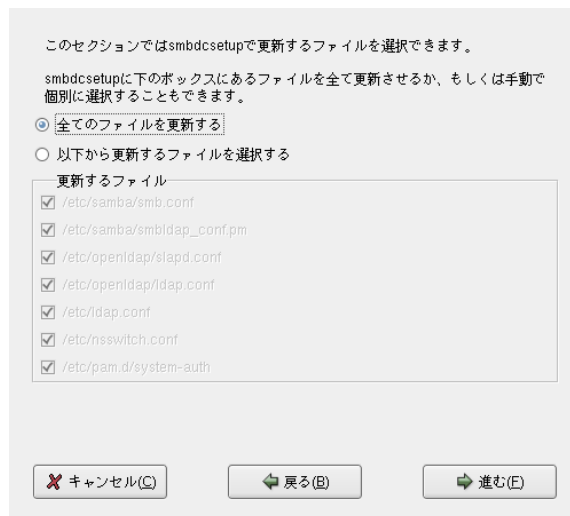 このセクションではsmbdcsetupで更新するファイルを選択できます。
smbdcsetupに下のボックスにあるファイルを全て更新させるか、もしくは手動で
個別に選択することもできます。
全てのファイルを更新する
以下から更新するファイルを選択する
更新するファイル
/etc/samba/smb.conf
/etc/samba/smbldap_conf.pm
/etc/openldap/slapd.conf
/etc/openldap/ldap.conf
/etc/ldap.conf
/etc/nsswitch.conf
/etc/pam.d/system-auth
キャンセル(C) 戻る(B) 進む(F)